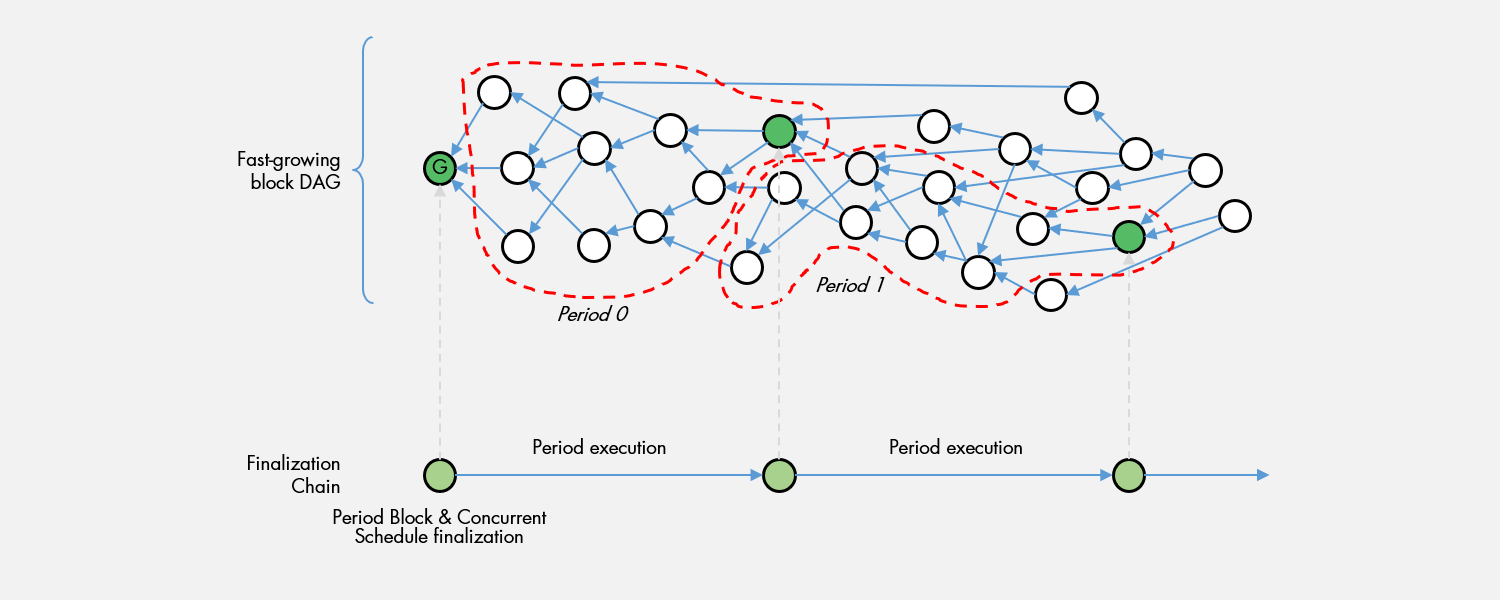 Fast-growing
block DAG
G
Period 0
Period 1
Period execution
Period execution
Finalization
Chain
Period Block & Concurrent
Schedule finalization